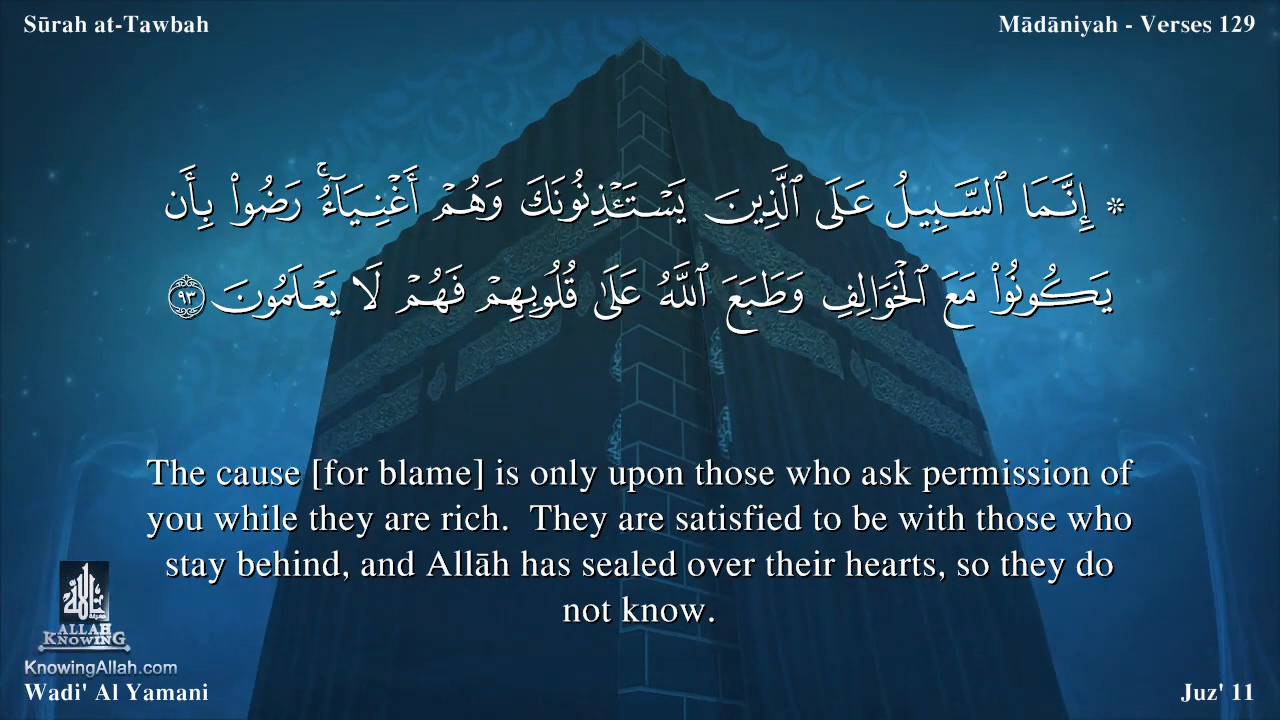 Sūrah at-Tawbah
Mādāniyah - Verses 129
۞ إِنَّمَا ٱلسَّبِيلُ عَلَى ٱلَّذِينَ يَسْتَـْٔذِنُونَكَ وَهُمْ أَغْنِيَآءُ ۚ رَضُوا۟ بِأَن
يَكُونُوا۟ مَعَ ٱلْخَوَالِفِ وَطَبَعَ ٱللَّهُ عَلَىٰ قُلُوبِهِمْ فَهُمْ لَا يَعْلَمُونَ ٩٣
The cause [for blame] is only upon those who ask permission of
you while they are rich.  They are satisfied to be with those who
stay behind, and Allāh has sealed over their hearts, so they do
not know.
ALLAH
KNOWING
KnowingAllah.com
Wadi' Al Yamani
Juz' 11